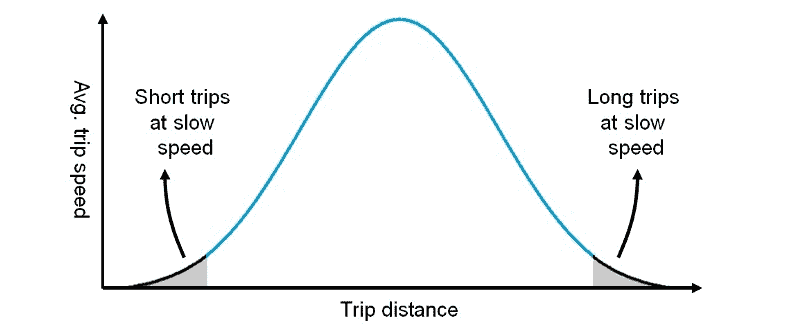 Avg. trip speed
Short trips
at slow
speed
Long trips
at slow
speed
Trip distance